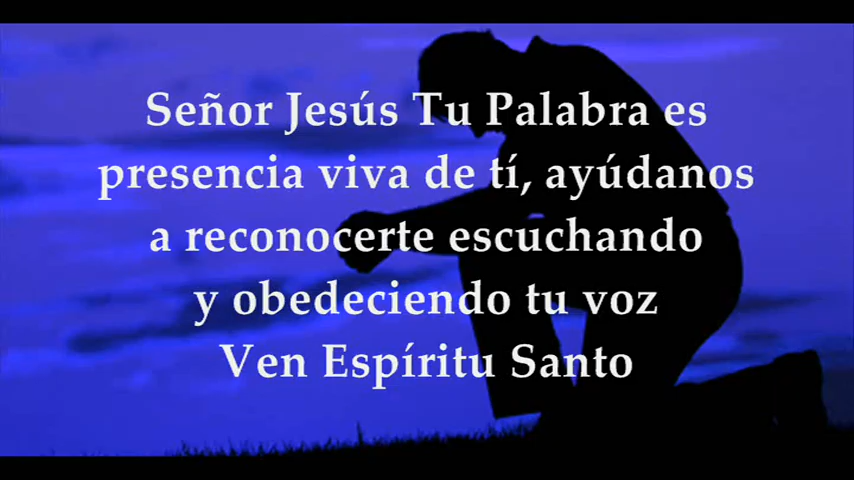 Señor Jesús Tu Palabra es
presencia viva de tí, ayúdanos
a reconocerte escuchando
y obedeciendo tu voz
Ven Espíritu Santo